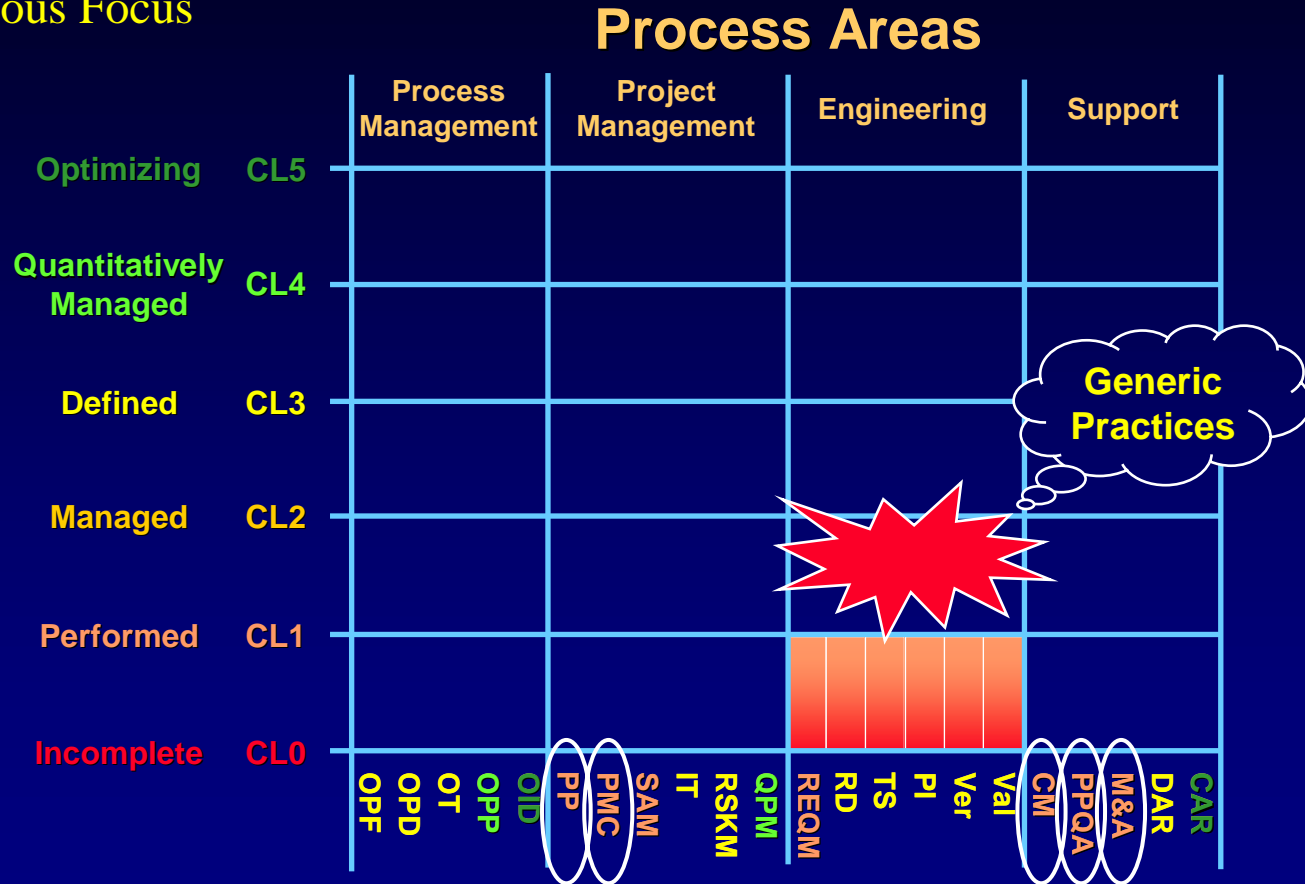 ous Focus
Process Areas
Process
Management
Project
Management
Engineering
Support
Optimizing CL5
Quantitatively
Managed
CL4
Generic
Practices
Defined CL3
Managed CL2
Performed CL1
Incomplete CL0
OPF
OPD
OT
OPP
OID
PP
PMC
SAM
IT
RSKM
QPM
REQM
RD
TS
PI
Ver
Val
CM
PPQA
M&A
DAR
CAR